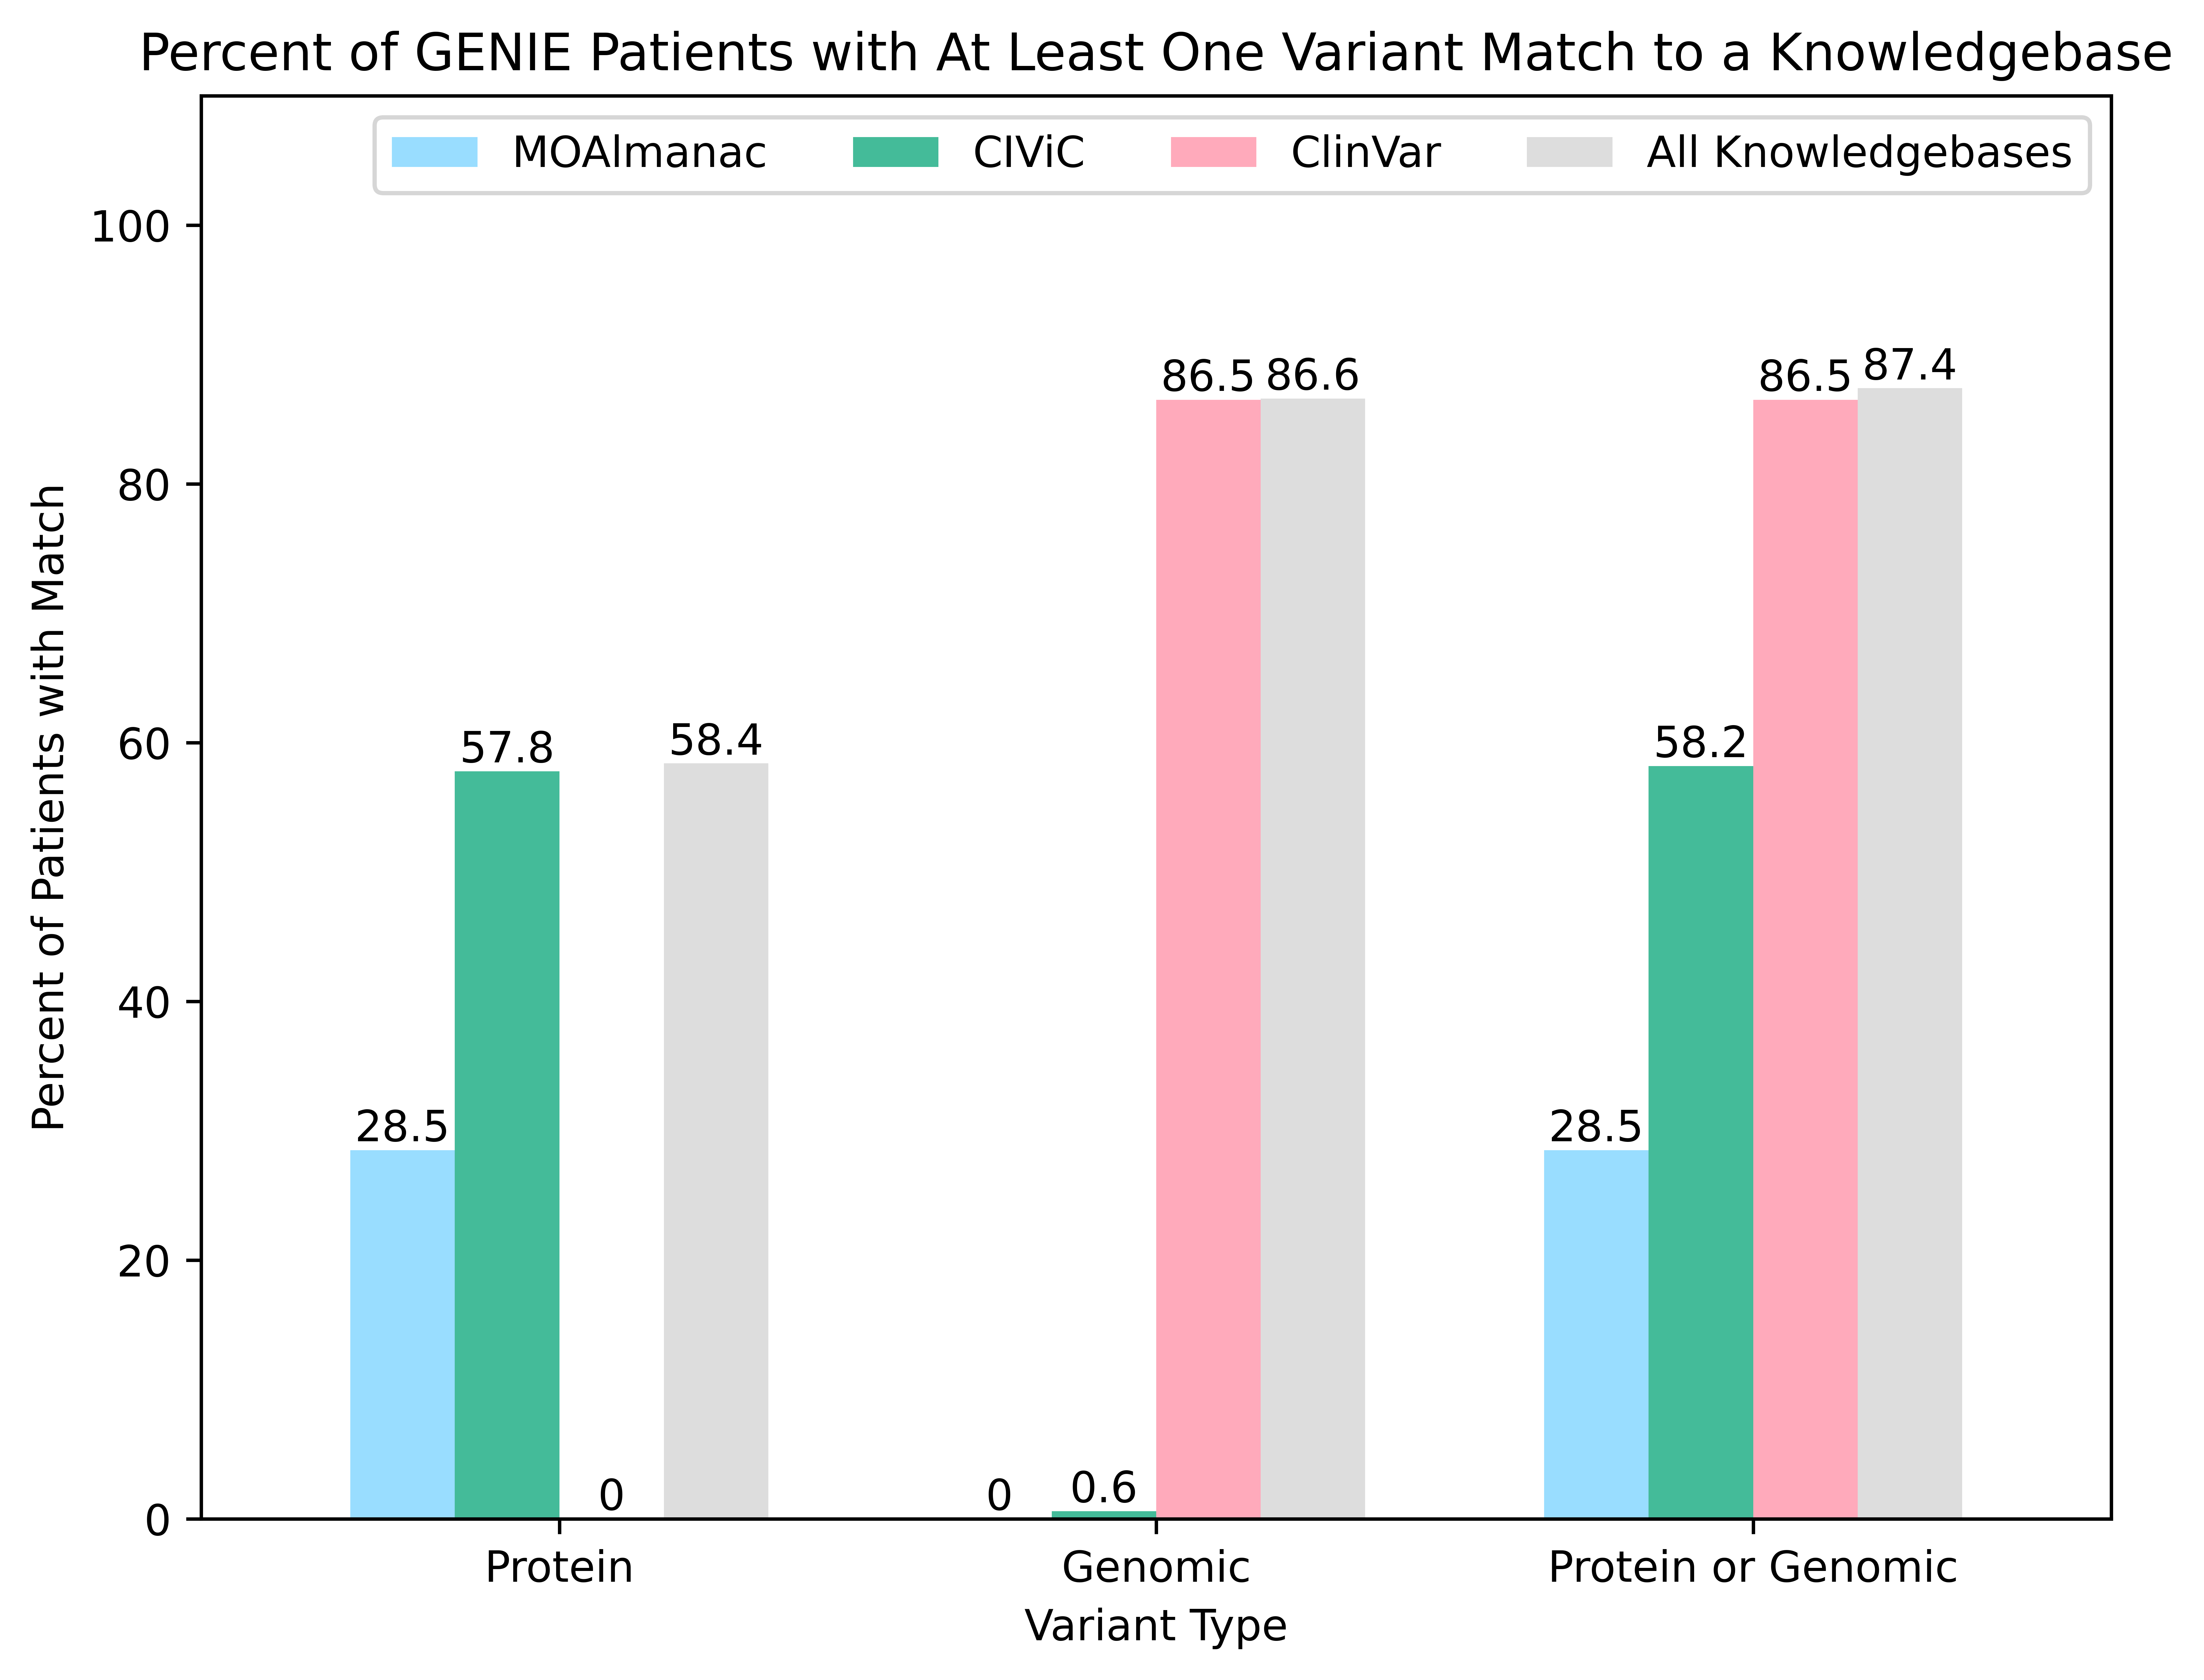 Percent of GENIE Patients with At Least One Variant Match to a Knowledgebase
MOAlmanac CIViC ClinVar All Knowledgebases
Percent of Patients with Match
100
80
60
40
20
0
28.5
57.8
0
58.4
0
0.6
86.5
86.6
28.5
58.2
86.5
87.4
Protein
Genomic
Protein or Genomic
Variant Type